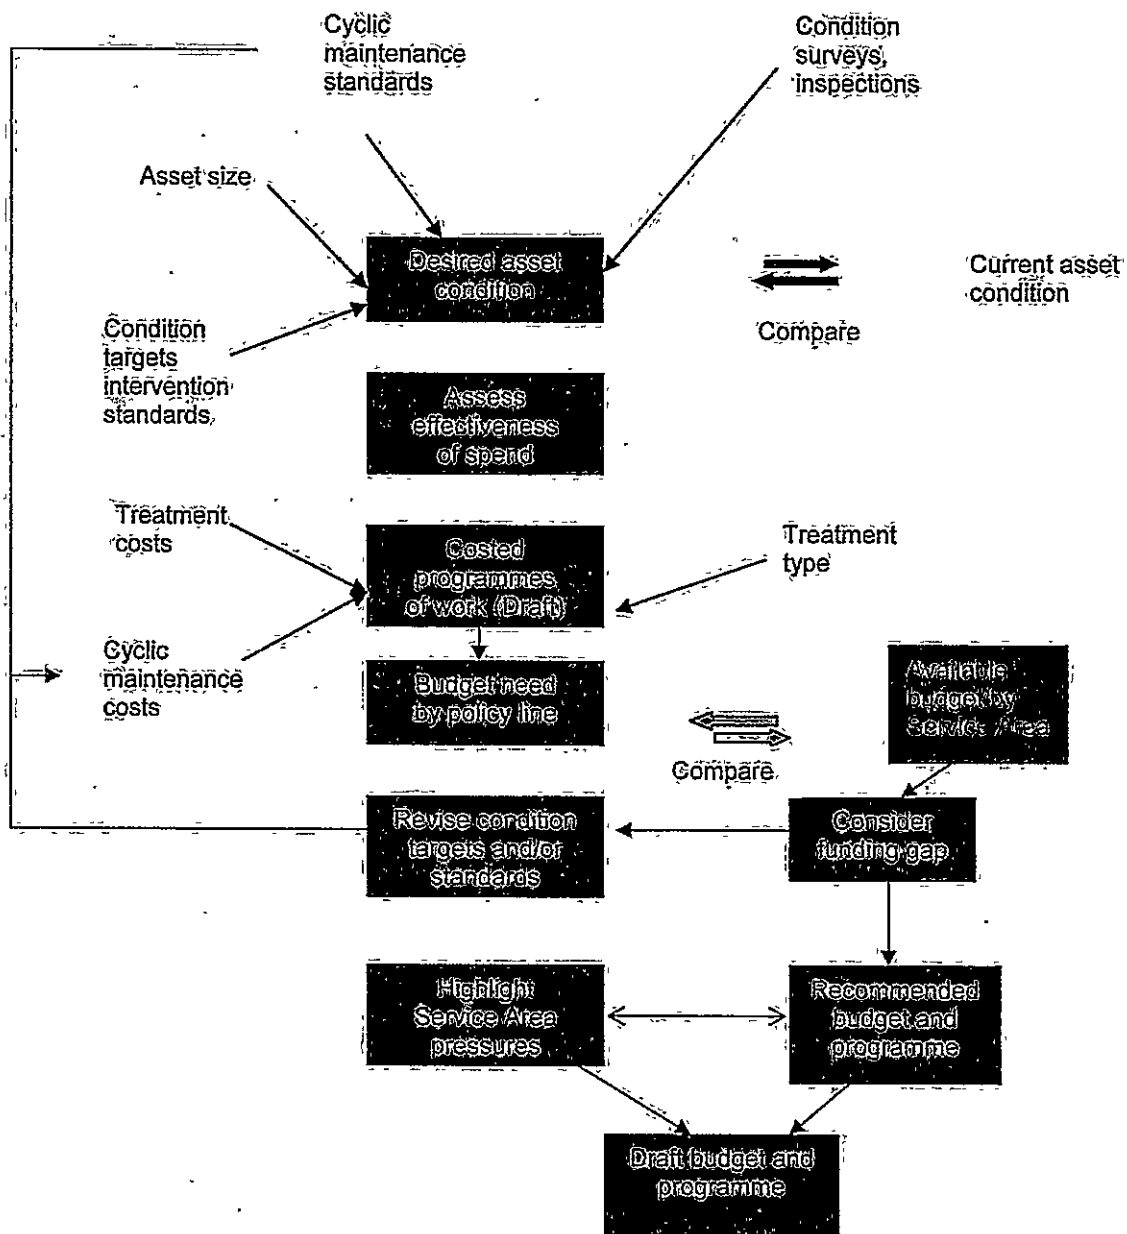 Cyclic
maintenance
standards
Condition
surveys,
inspections
Asset size
Desired asset
condition
Current asset
condition
Compare
Condition
targets
intervention
standards
Assess
effectiveness
of spend
Treatment
costs
Costed
programmes
of work (Draft)
Treatment
type
Cyclic
maintenance
costs
Budget need
by policy line
Available
budget by
Service Area
Compare
Revise condition
targets and/or
standards
Consider
funding gap
Highlight
Service Area
pressures
Recommended
budget and
programme
Draft budget and
programme